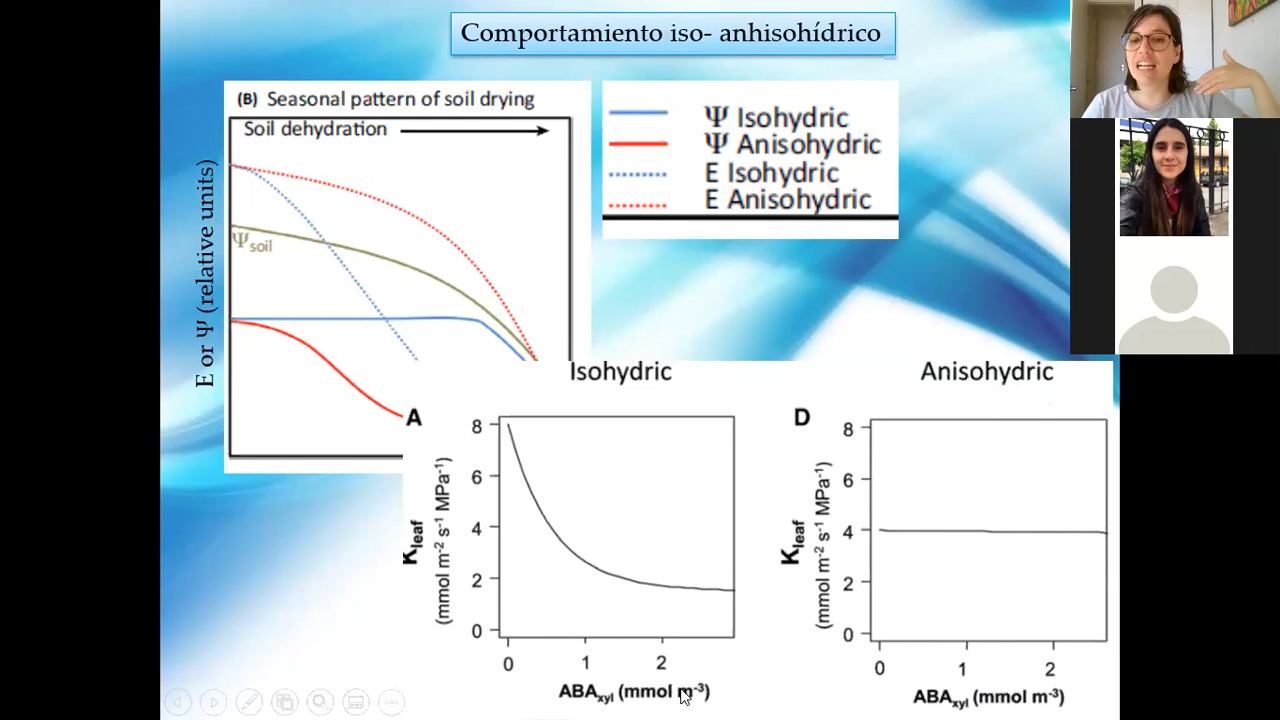 Comportamiento iso- anhisohídrico
(B) Seasonal pattern of soil drying
Soil dehydration
E or Ψ (relative units)
Ψsoil
Ψ Isohydric
Ψ Anisohydric
E Isohydric
E Anisohydric
Isohydric
A
8
6
4
2
0
Kleaf
(mmol m-2 s-1 MPa-1)
0 1 2
ABAxyl (mmol m-3)
Anisohydric
D
8
6
4
2
0
Kleaf
(mmol m-2 s-1 MPa-1)
0 1 2
ABAxyl (mmol m-3)